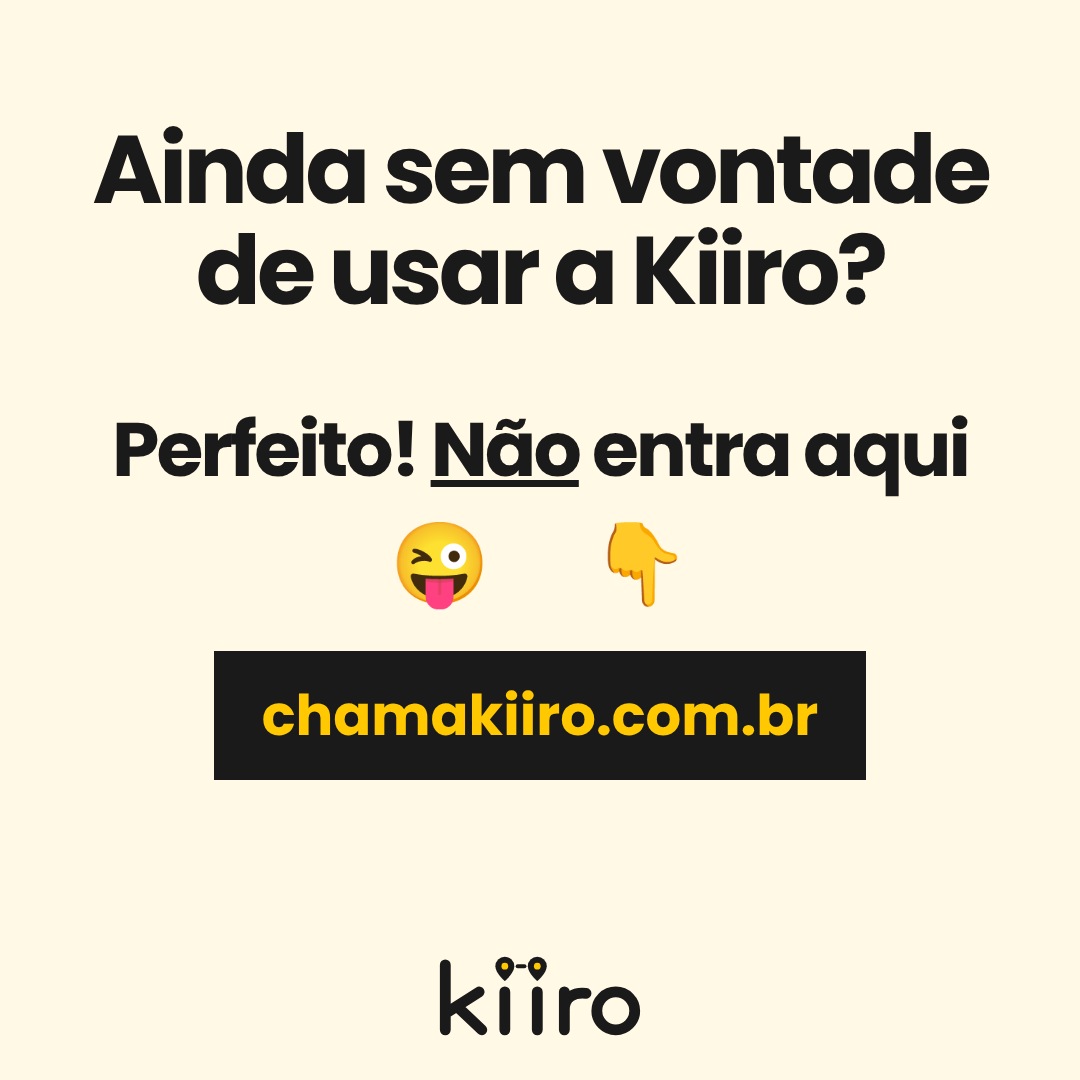 Ainda sem vontade
de usar a Kiiro?
Perfeito! Não entra aqui
😜 👇
chamakiiro.com.br
kiiro